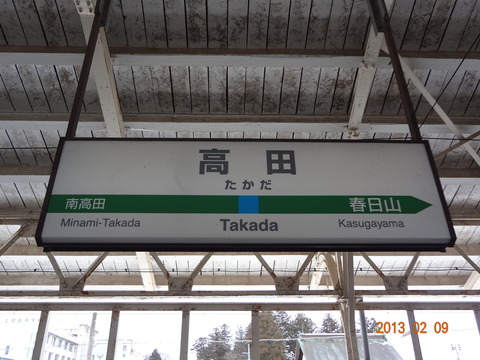 高田
たかだ
南高田
春日山
Minami-Takada
Takada
Kasugayama
2013 02 09